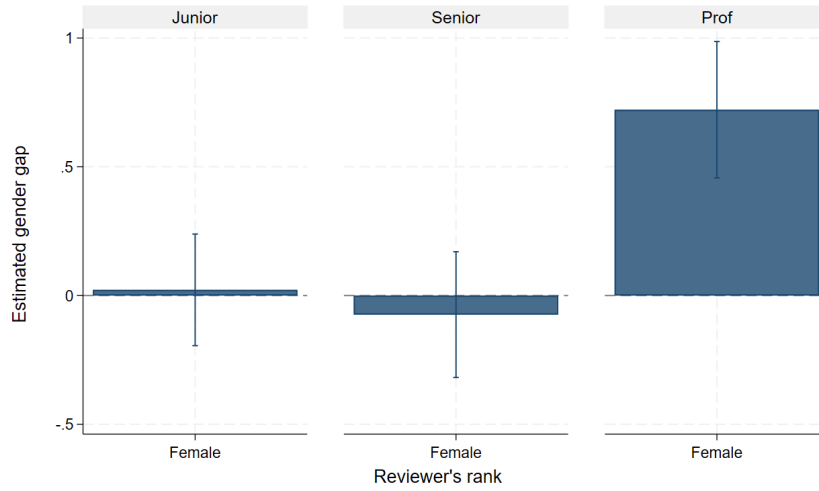 Junior Senior Prof
1
.5
0
-.5
Estimated gender gap
Female Female Female
Reviewer's rank